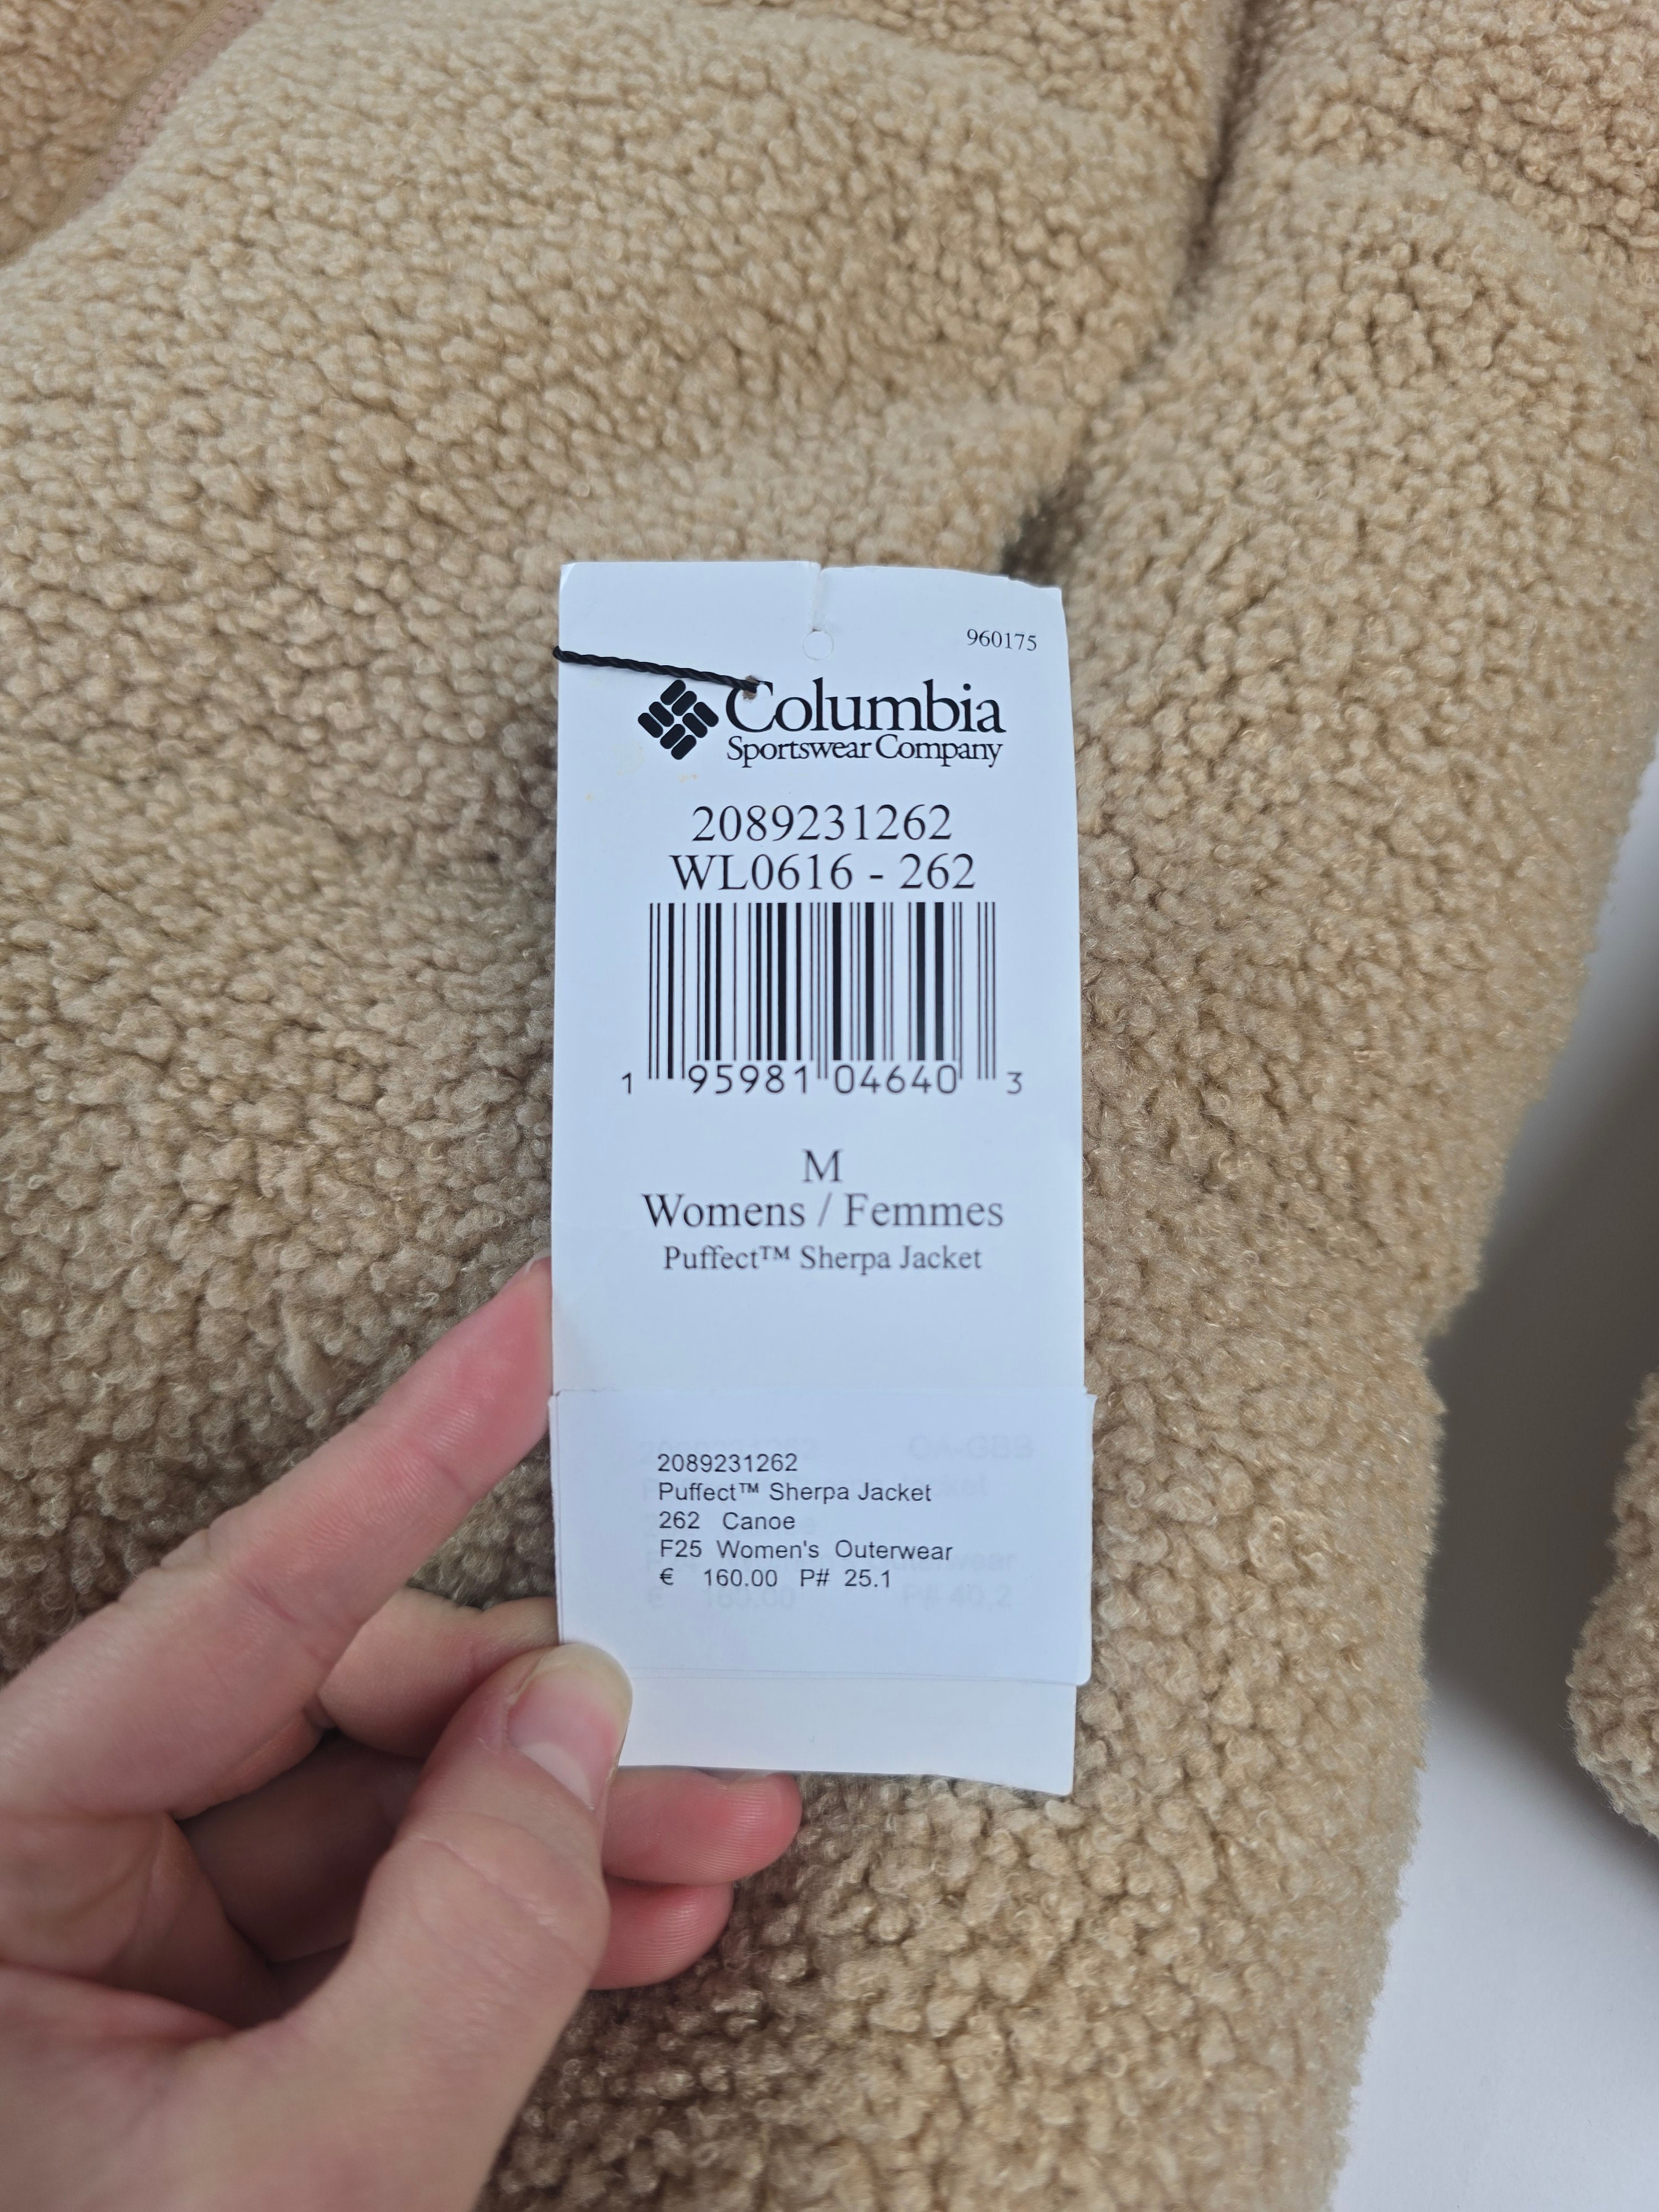 960175
Columbia
Sportswear Company
2089231262
WL0616 - 262
1 95981 04640 3
M
Womens / Femmes
Puffect™ Sherpa Jacket
2089231262
Puffect™ Sherpa Jacket
262 Canoe
F25 Women's Outerwear
€ 160.00 P# 25.1